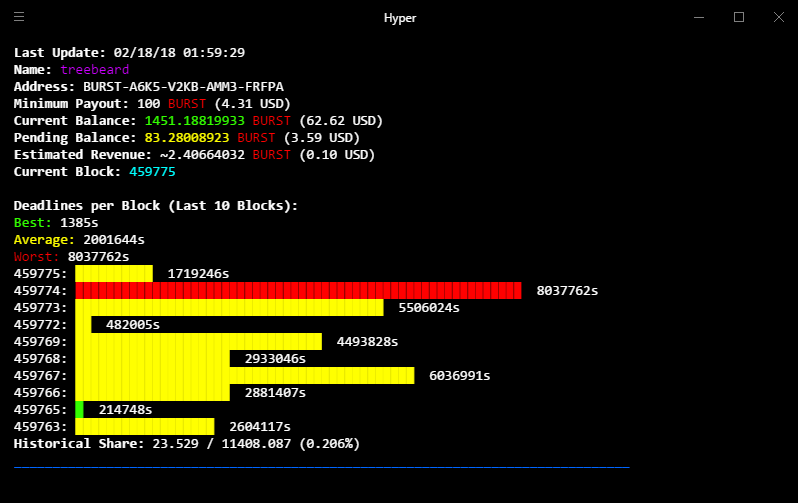 Hyper
Last Update: 02/18/18 01:59:29
Name: treebeard
Address: BURST-A6K5-V2KB-AMM3-FRFPA
Minimum Payout: 100 BURST (4.31 USD)
Current Balance: 1451.18819933 BURST (62.62 USD)
Pending Balance: 83.28008923 BURST (3.59 USD)
Estimated Revenue: ~2.40664032 BURST (0.10 USD)
Current Block: 459775
Deadlines per Block (Last 10 Blocks):
Best: 1385s
Average: 2001644s
Worst: 8037762s
459775: 1719246s
459774: 8037762s
459773: 5506024s
459772: 482005s
459769: 4493828s
459768: 2933046s
459767: 6036991s
459766: 2881407s
459765: 214748s
459763: 2604117s
Historical Share: 23.529 / 11408.087 (0.206%)